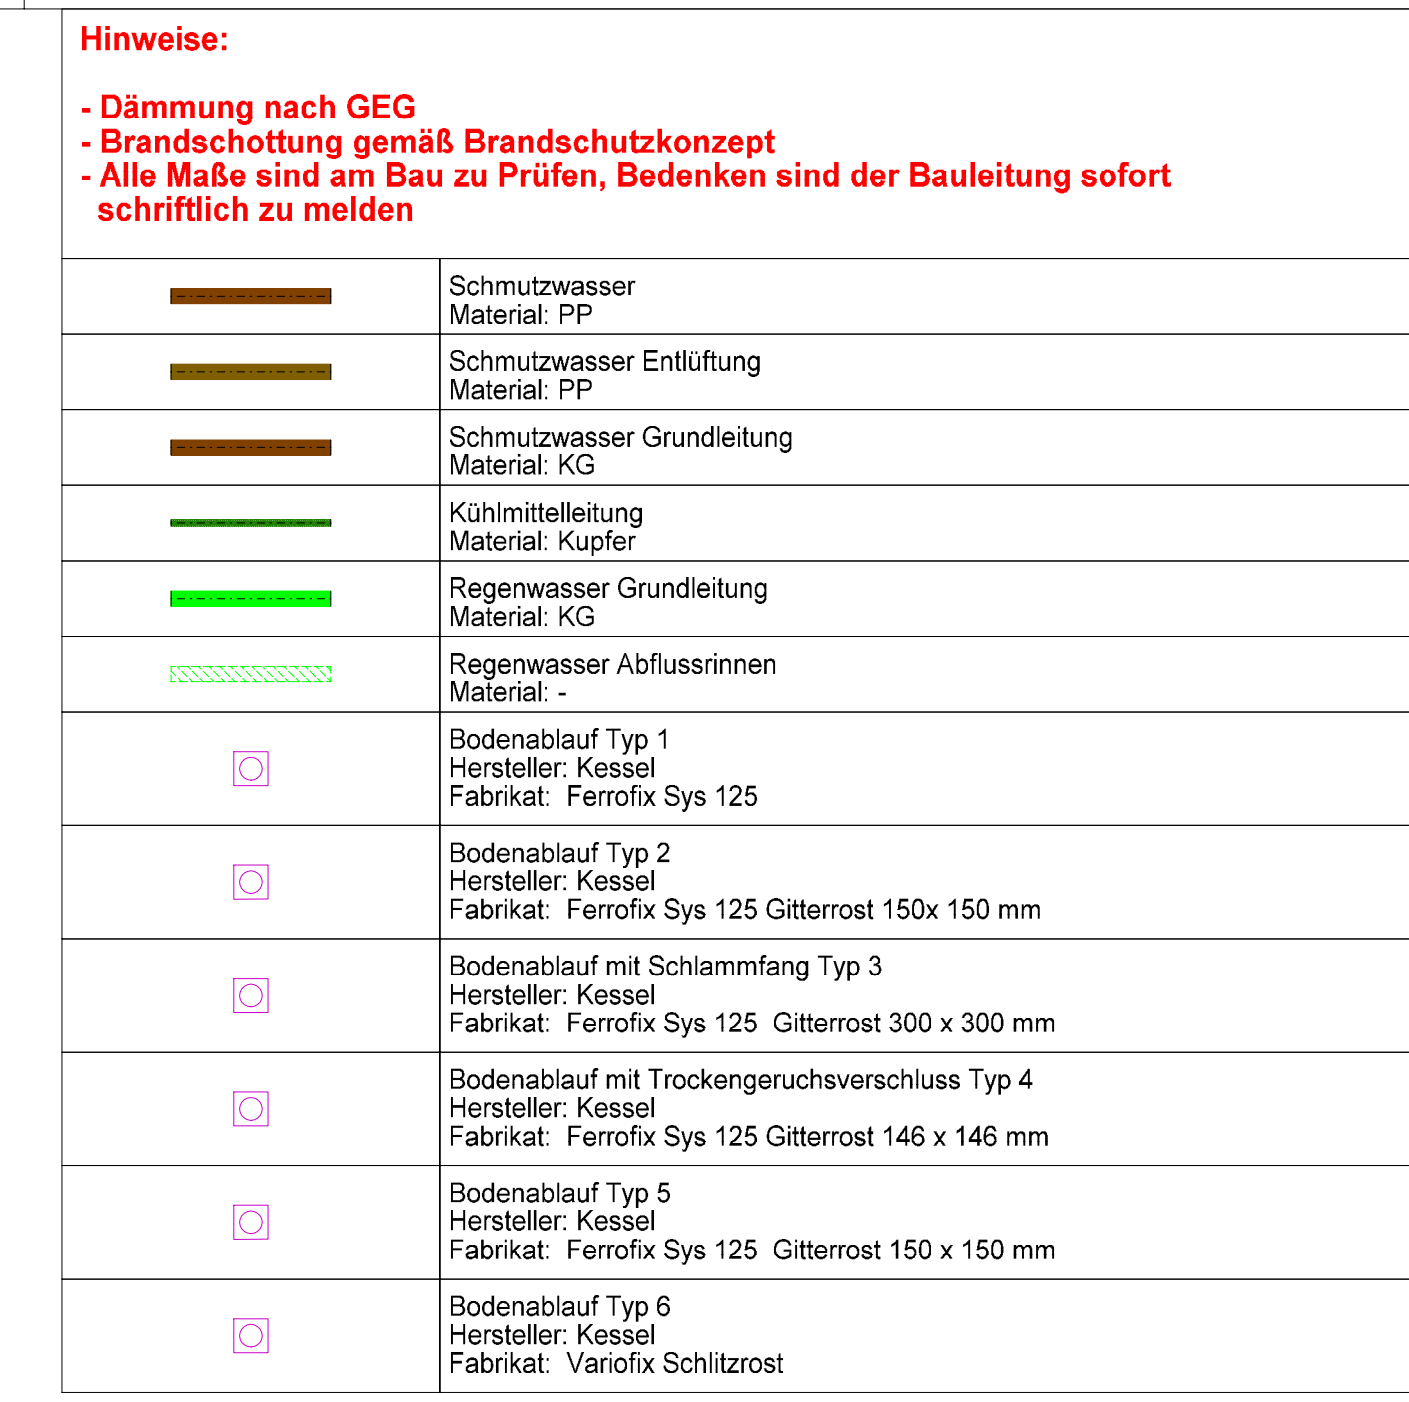 Hinweise:
- Dämmung nach GEG
- Brandschottung gemäß Brandschutzkonzept
- Alle Maße sind am Bau zu Prüfen, Bedenken sind der Bauleitung sofort
schriftlich zu melden
Schmutzwasser
Material: PP
Schmutzwasser Entlüftung
Material: PP
Schmutzwasser Grundleitung
Material: KG
Kühlmittelleitung
Material: Kupfer
Regenwasser Grundleitung
Material: KG
Regenwasser Abflussrinnen
Material: -
Bodenablauf Typ 1
Hersteller: Kessel
Fabrikat:  Ferrofix Sys 125
Bodenablauf Typ 2
Hersteller: Kessel
Fabrikat:  Ferrofix Sys 125 Gitterrost 150x 150 mm
Bodenablauf mit Schlammfang Typ 3
Hersteller: Kessel
Fabrikat:  Ferrofix Sys 125  Gitterrost 300 x 300 mm
Bodenablauf mit Trockengeruchsverschluss Typ 4
Hersteller: Kessel
Fabrikat:  Ferrofix Sys 125 Gitterrost 146 x 146 mm
Bodenablauf Typ 5
Hersteller: Kessel
Fabrikat:  Ferrofix Sys 125  Gitterrost 150 x 150 mm
Bodenablauf Typ 6
Hersteller: Kessel
Fabrikat:  Variofix Schlitzrost